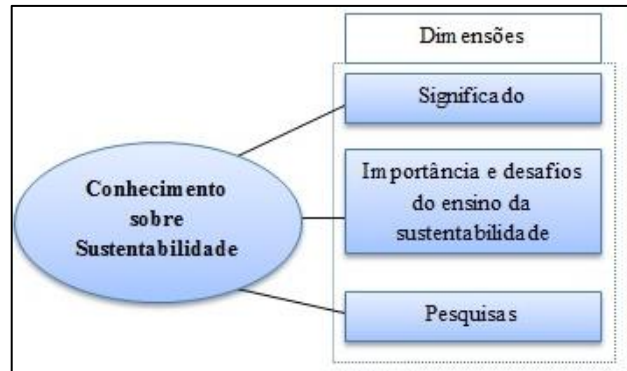 Dimensões
Significado
Conhecimento
sobre
Sustentabilidade
Importância e desafios
do ensino da
sustentabilidade
Pesquisas